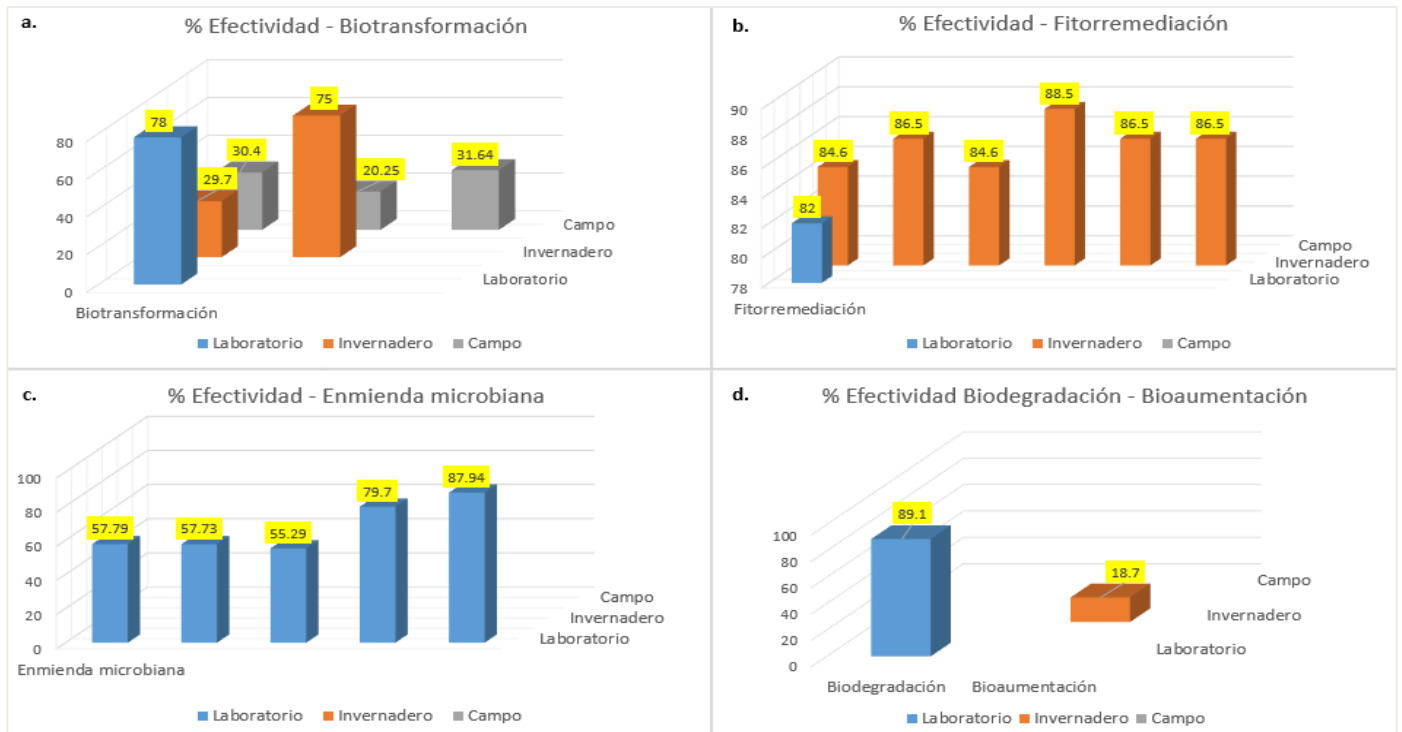 a.
% Efectividad - Biotransformación
78
30.4
29.7
75
20.25
31.64
80
60
40
20
0
Campo
Invernadero
Laboratorio
Biotransformación
Laboratorio Invernadero Campo
b.
% Efectividad - Fitorremediación
82
84.6
86.5
84.6
88.5
86.5
86.5
90
88
86
84
82
80
78
Campo
Invernadero
Laboratorio
Fitorremediación
Laboratorio Invernadero Campo
c.
% Efectividad - Enmienda microbiana
57.79
57.73
55.29
79.7
87.94
100
80
60
40
20
0
Campo
Invernadero
Laboratorio
Enmienda microbiana
Laboratorio Invernadero Campo
d.
% Efectividad Biodegradación - Bioaumentación
89.1
18.7
100
80
60
40
20
0
Campo
Invernadero
Laboratorio
Biodegradación Bioaumentación
Laboratorio Invernadero Campo